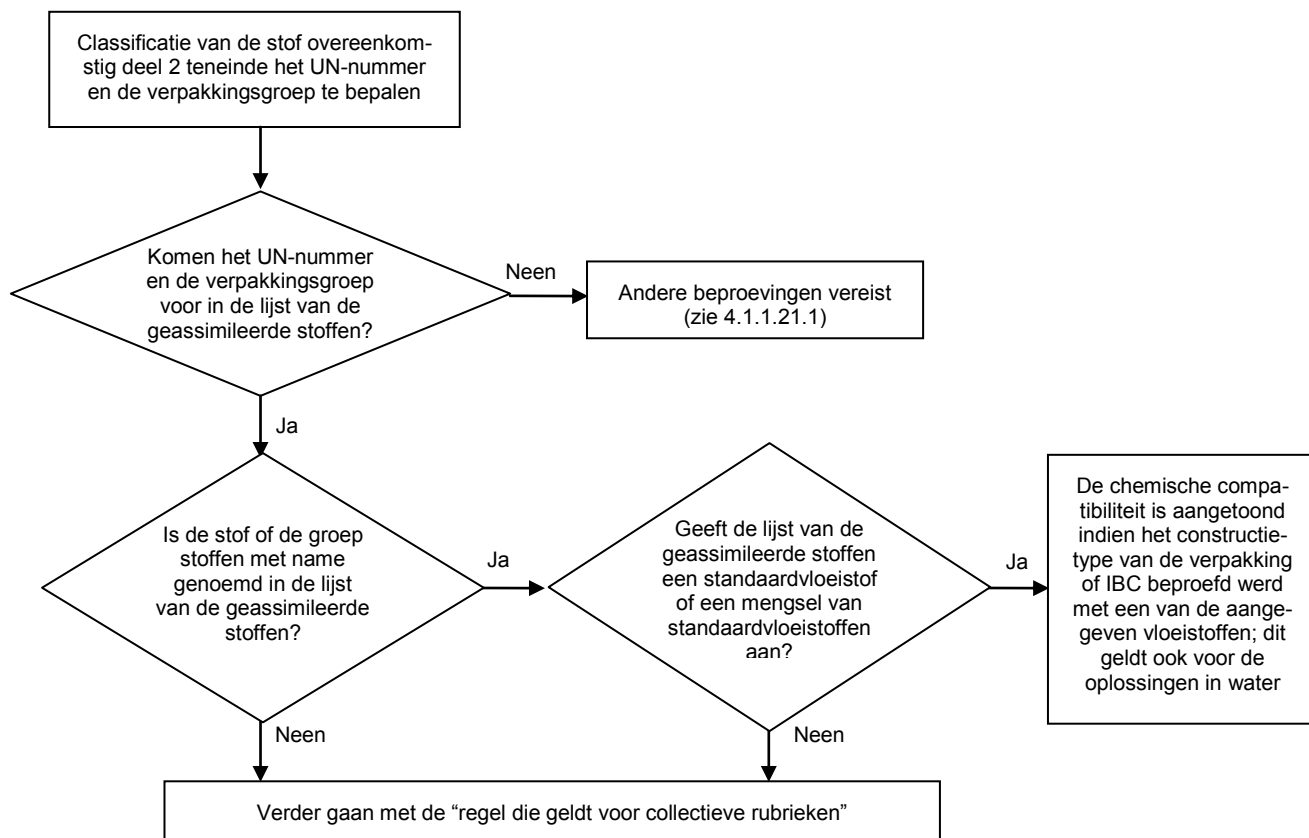 Classificatie van de stof overeenkom-
stig deel 2 teneinde het UN-nummer
en de verpakkingsgroep te bepalen
Komen het UN-nummer
en de verpakkingsgroep
voor in de lijst van de
geassimileerde stoffen?
Neen
Andere beproevingen vereist
(zie 4.1.1.21.1)
Ja
Is de stof of de groep
stoffen met name
genoemd in de lijst
van de geassimileerde
stoffen?
Ja
Geeft de lijst van de
geassimileerde stoffen
een standaardvloeistof
of een mengsel van
standaardvloeistoffen
aan?
Ja
De chemische compa-
tibiliteit is aangetoond
indien het constructie-
type van de verpakking
of IBC beproefd werd
met een van de aange-
geven vloeistoffen; dit
geldt ook voor de
oplossingen in water
Neen
Neen
Verder gaan met de “regel die geldt voor collectieve rubrieken”